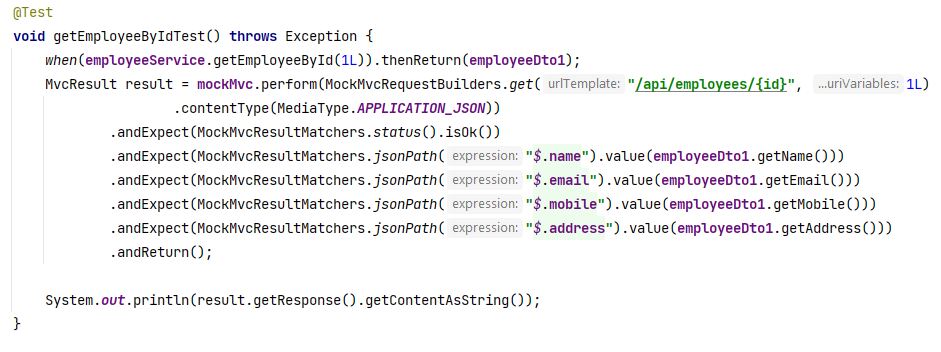 @Test
void getEmployeeByIdTest() throws Exception {
    when(employeeService.getEmployeeById(1L)).thenReturn(employeeDto1);
    MvcResult result = mockMvc.perform(MockMvcRequestBuilders.get( urlTemplate: "/api/employees/{id}", ...uriVariables: 1L)
                    .contentType(MediaType.APPLICATION_JSON))
            .andExpect(MockMvcResultMatchers.status().isOk())
            .andExpect(MockMvcResultMatchers.jsonPath( expression: "$.name").value(employeeDto1.getName()))
            .andExpect(MockMvcResultMatchers.jsonPath( expression: "$.email").value(employeeDto1.getEmail()))
            .andExpect(MockMvcResultMatchers.jsonPath( expression: "$.mobile").value(employeeDto1.getMobile()))
            .andExpect(MockMvcResultMatchers.jsonPath( expression: "$.address").value(employeeDto1.getAddress()))
            .andReturn();

    System.out.println(result.getResponse().getContentAsString());
}